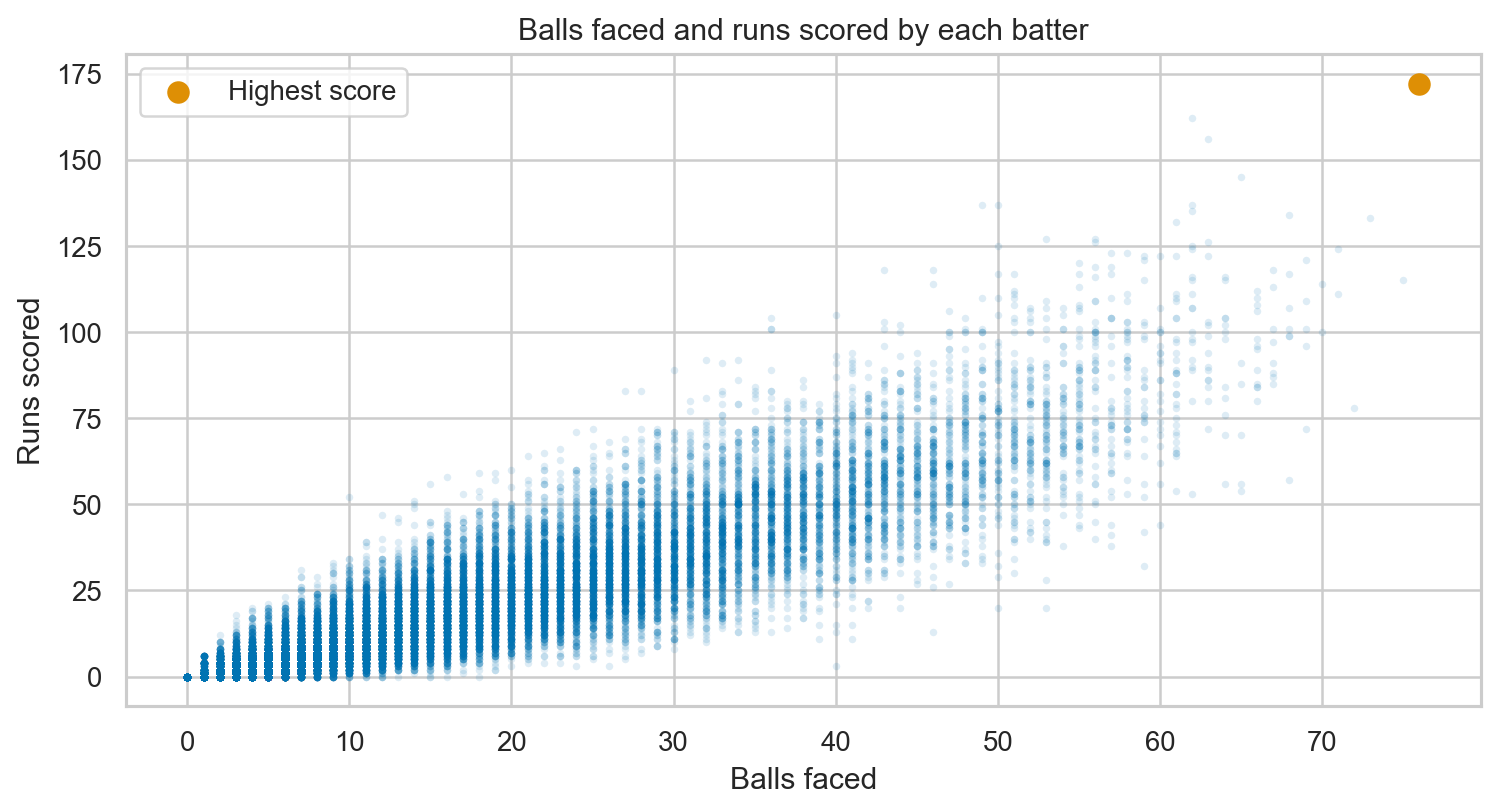 Balls faced and runs scored by each batter
Highest score
Runs scored
175
150
125
100
75
50
25
0
0 10 20 30 40 50 60 70
Balls faced